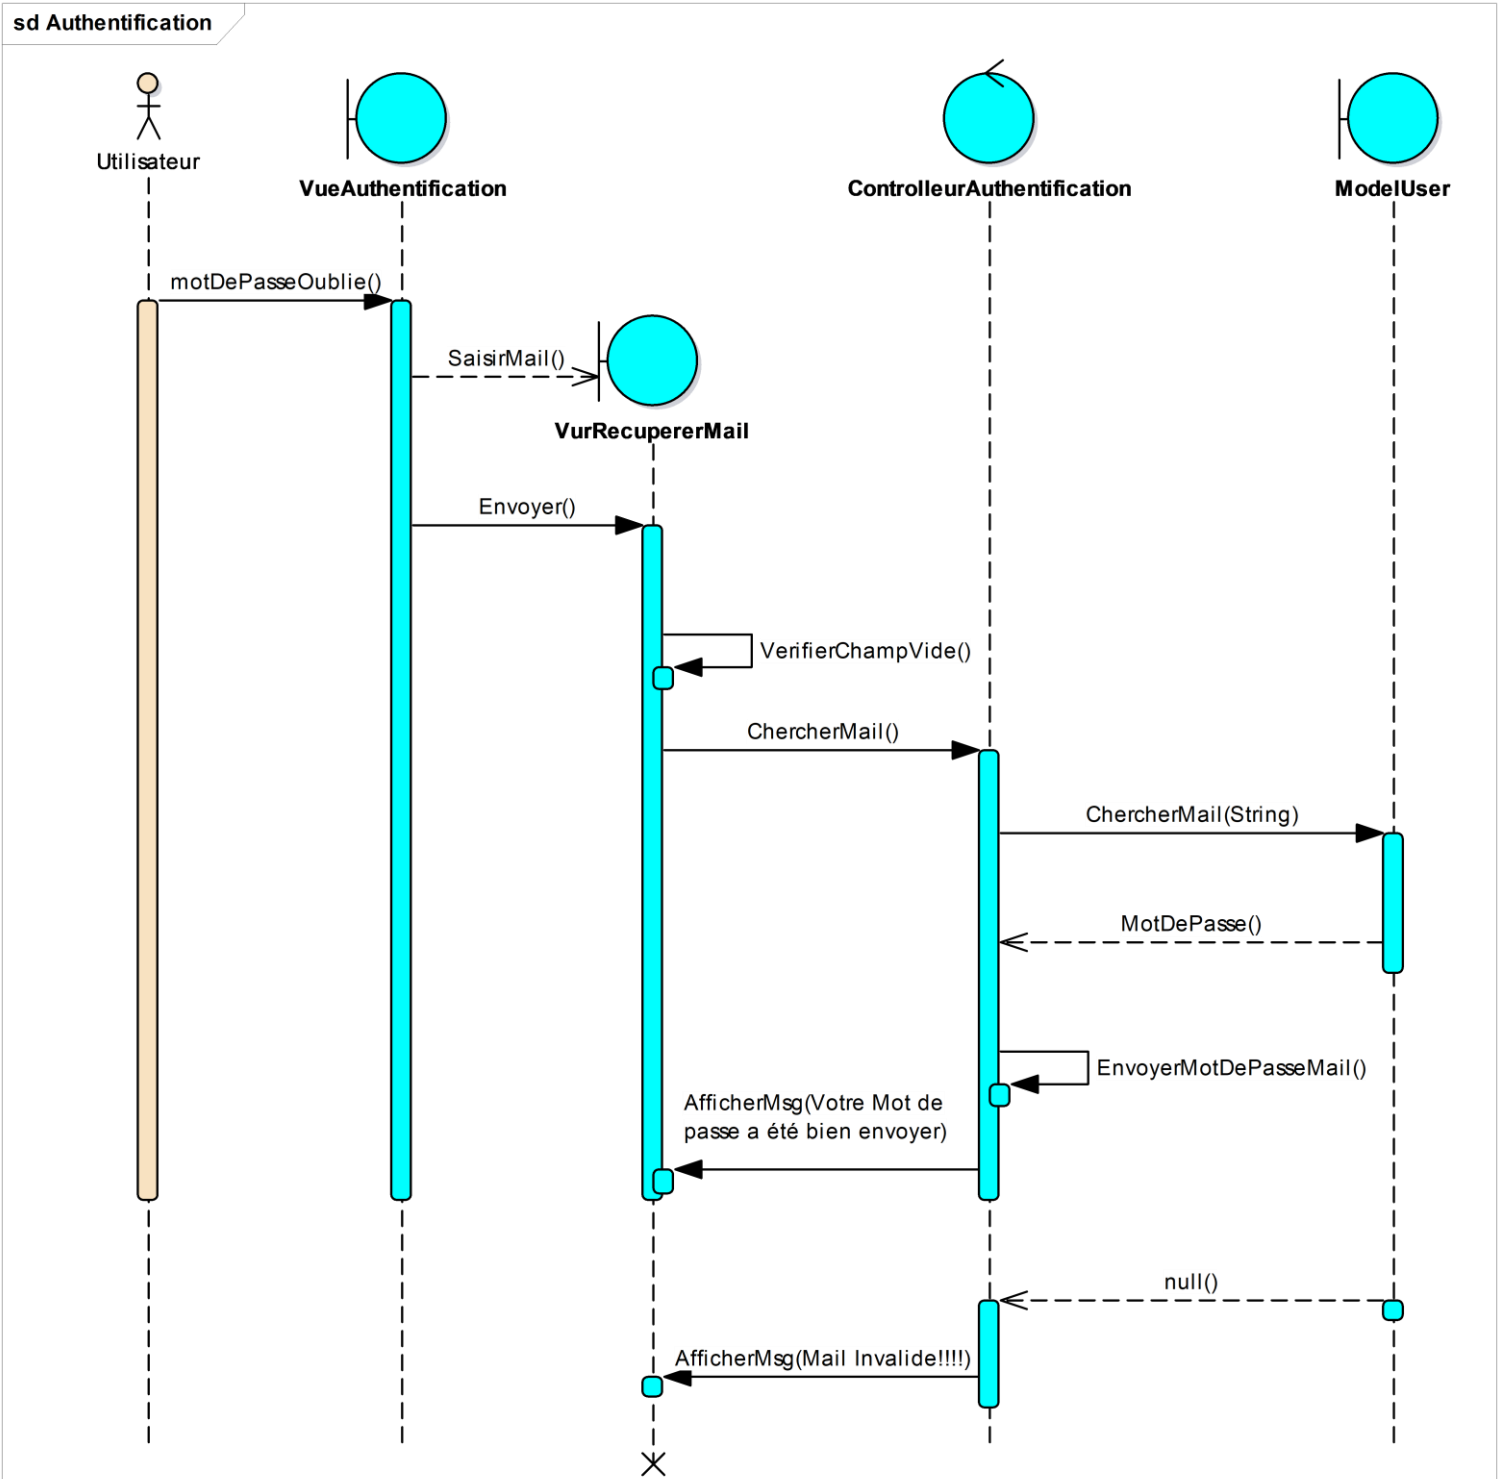 sd Authentification
Utilisateur
VueAuthentification
ControlleurAuthentification
ModelUser
motDePasseOublie()
SaisirMail()
VurRecupererMail
Envoyer()
VerifierChampVide()
ChercherMail()
ChercherMail(String)
MotDePasse()
EnvoyerMotDePasseMail()
AfficherMsg(Votre Mot de
passe a été bien envoyer)
null()
AfficherMsg(Mail Invalide!!!!)